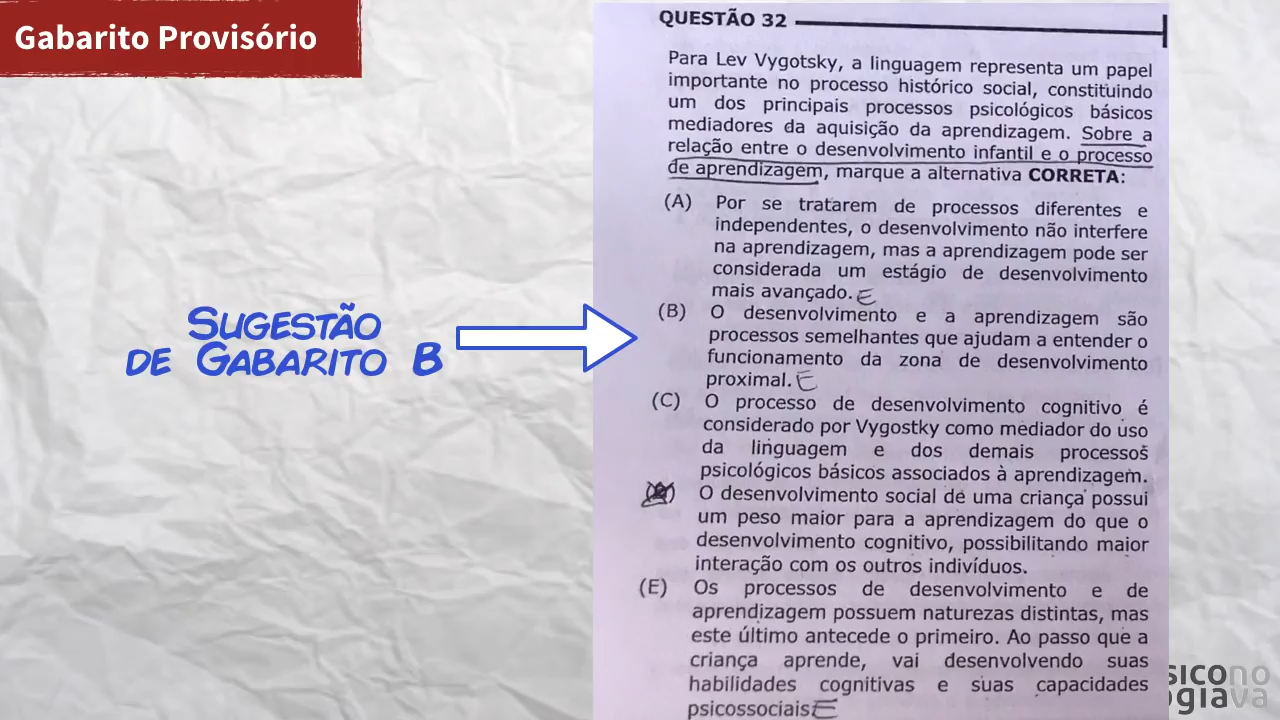 Gabarito Provisório
SUGESTÃO
DE GABARITO B
QUESTÃO 32
Para Lev Vygotsky, a linguagem representa um papel
importante no processo histórico social, constituindo
um dos principais processos psicológicos básicos
mediadores da aquisição da aprendizagem. Sobre a
relação entre o desenvolvimento infantil e o processo
de aprendizagem, marque a alternativa CORRETA:
(A) Por se tratarem de processos diferentes e
independentes, o desenvolvimento não interfere
na aprendizagem, mas a aprendizagem pode ser
considerada um estágio de desenvolvimento
mais avançado. E
(B) O desenvolvimento e a aprendizagem são
processos semelhantes que ajudam a entender o
funcionamento da zona de desenvolvimento
proximal. E
(C) O processo de desenvolvimento cognitivo é
considerado por Vygostky como mediador do uso
da linguagem e dos demais processos
psicológicos básicos associados à aprendizagem.
O desenvolvimento social de uma criança possui
um peso maior para a aprendizagem do que o
desenvolvimento cognitivo, possibilitando maior
interação com os outros indivíduos.
(E) Os processos de desenvolvimento e de
aprendizagem possuem naturezas distintas, mas
este último antecede o primeiro. Ao passo que a
criança aprende, vai desenvolvendo suas
habilidades cognitivas e suas capacidades
psicossociais E
sicono
ogiava